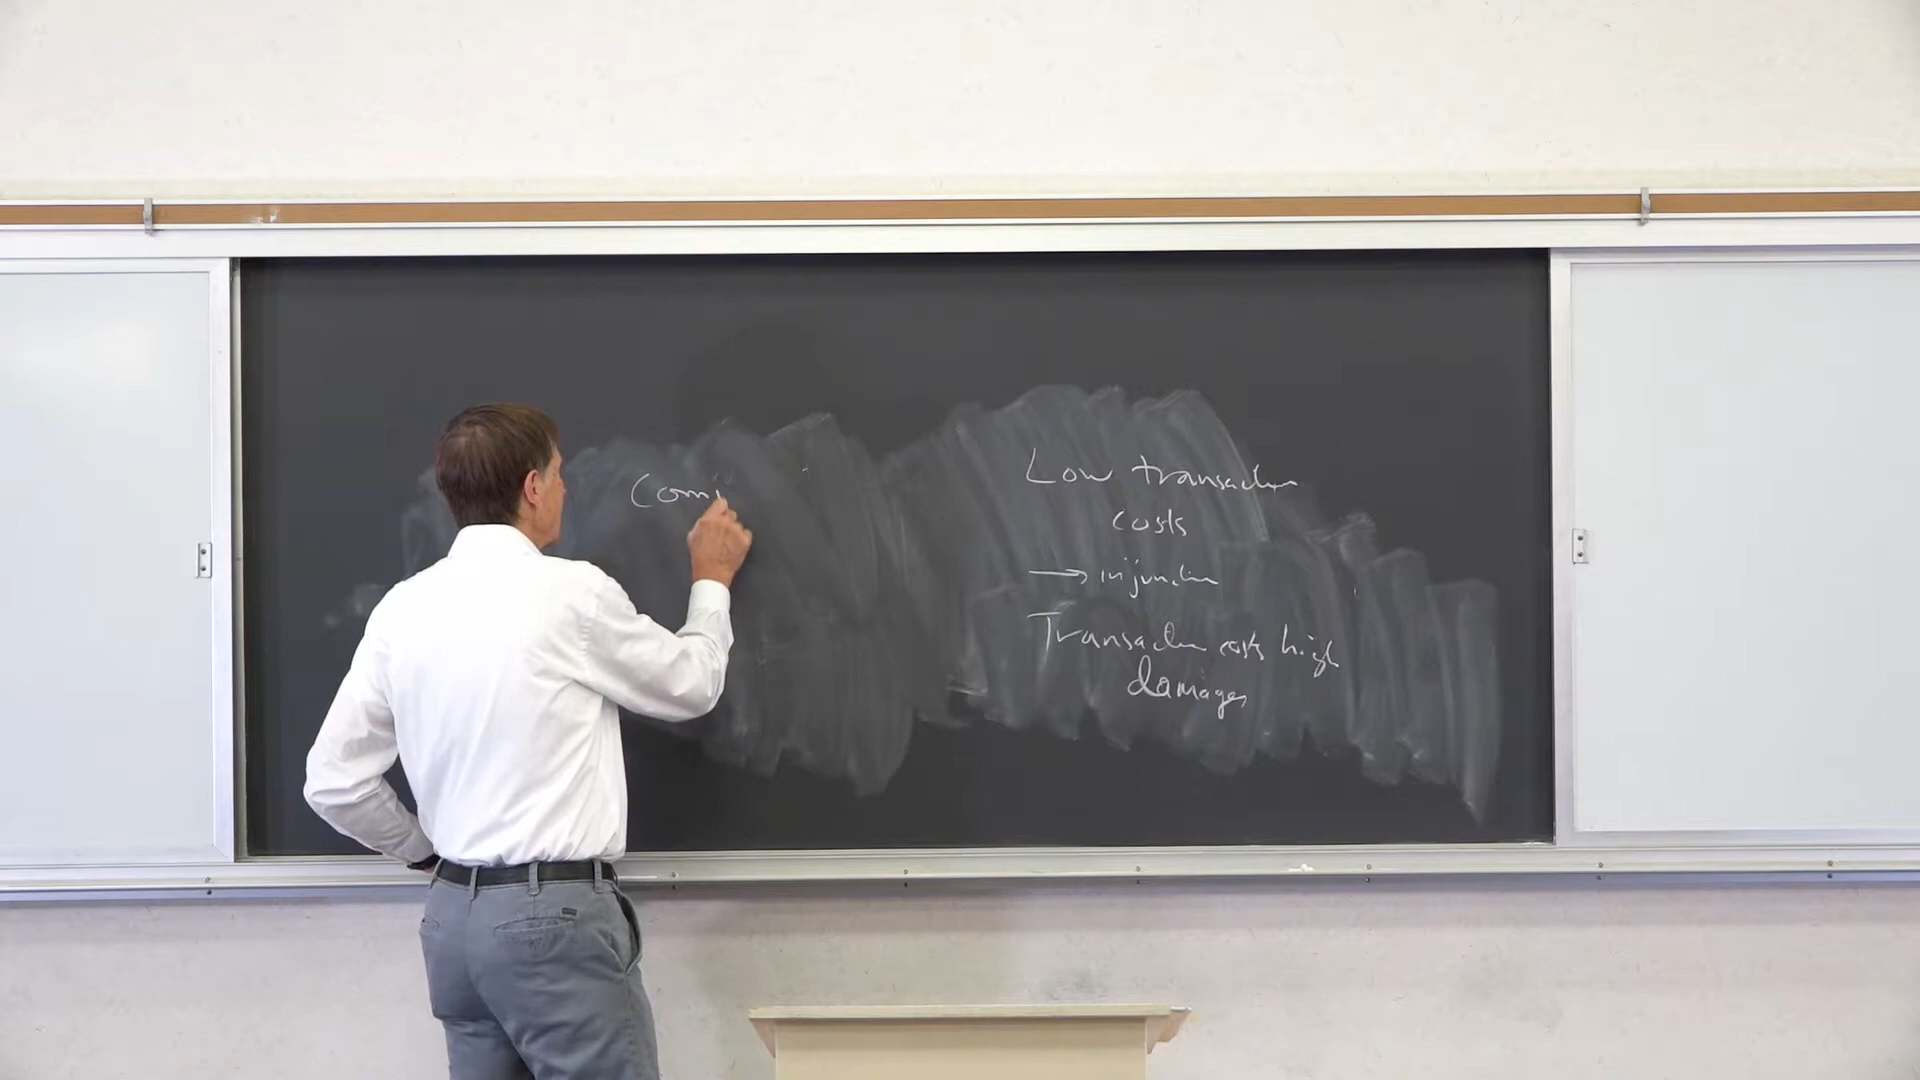 Com
Low transaction
costs
→ injunction
Transaction costs high
damages